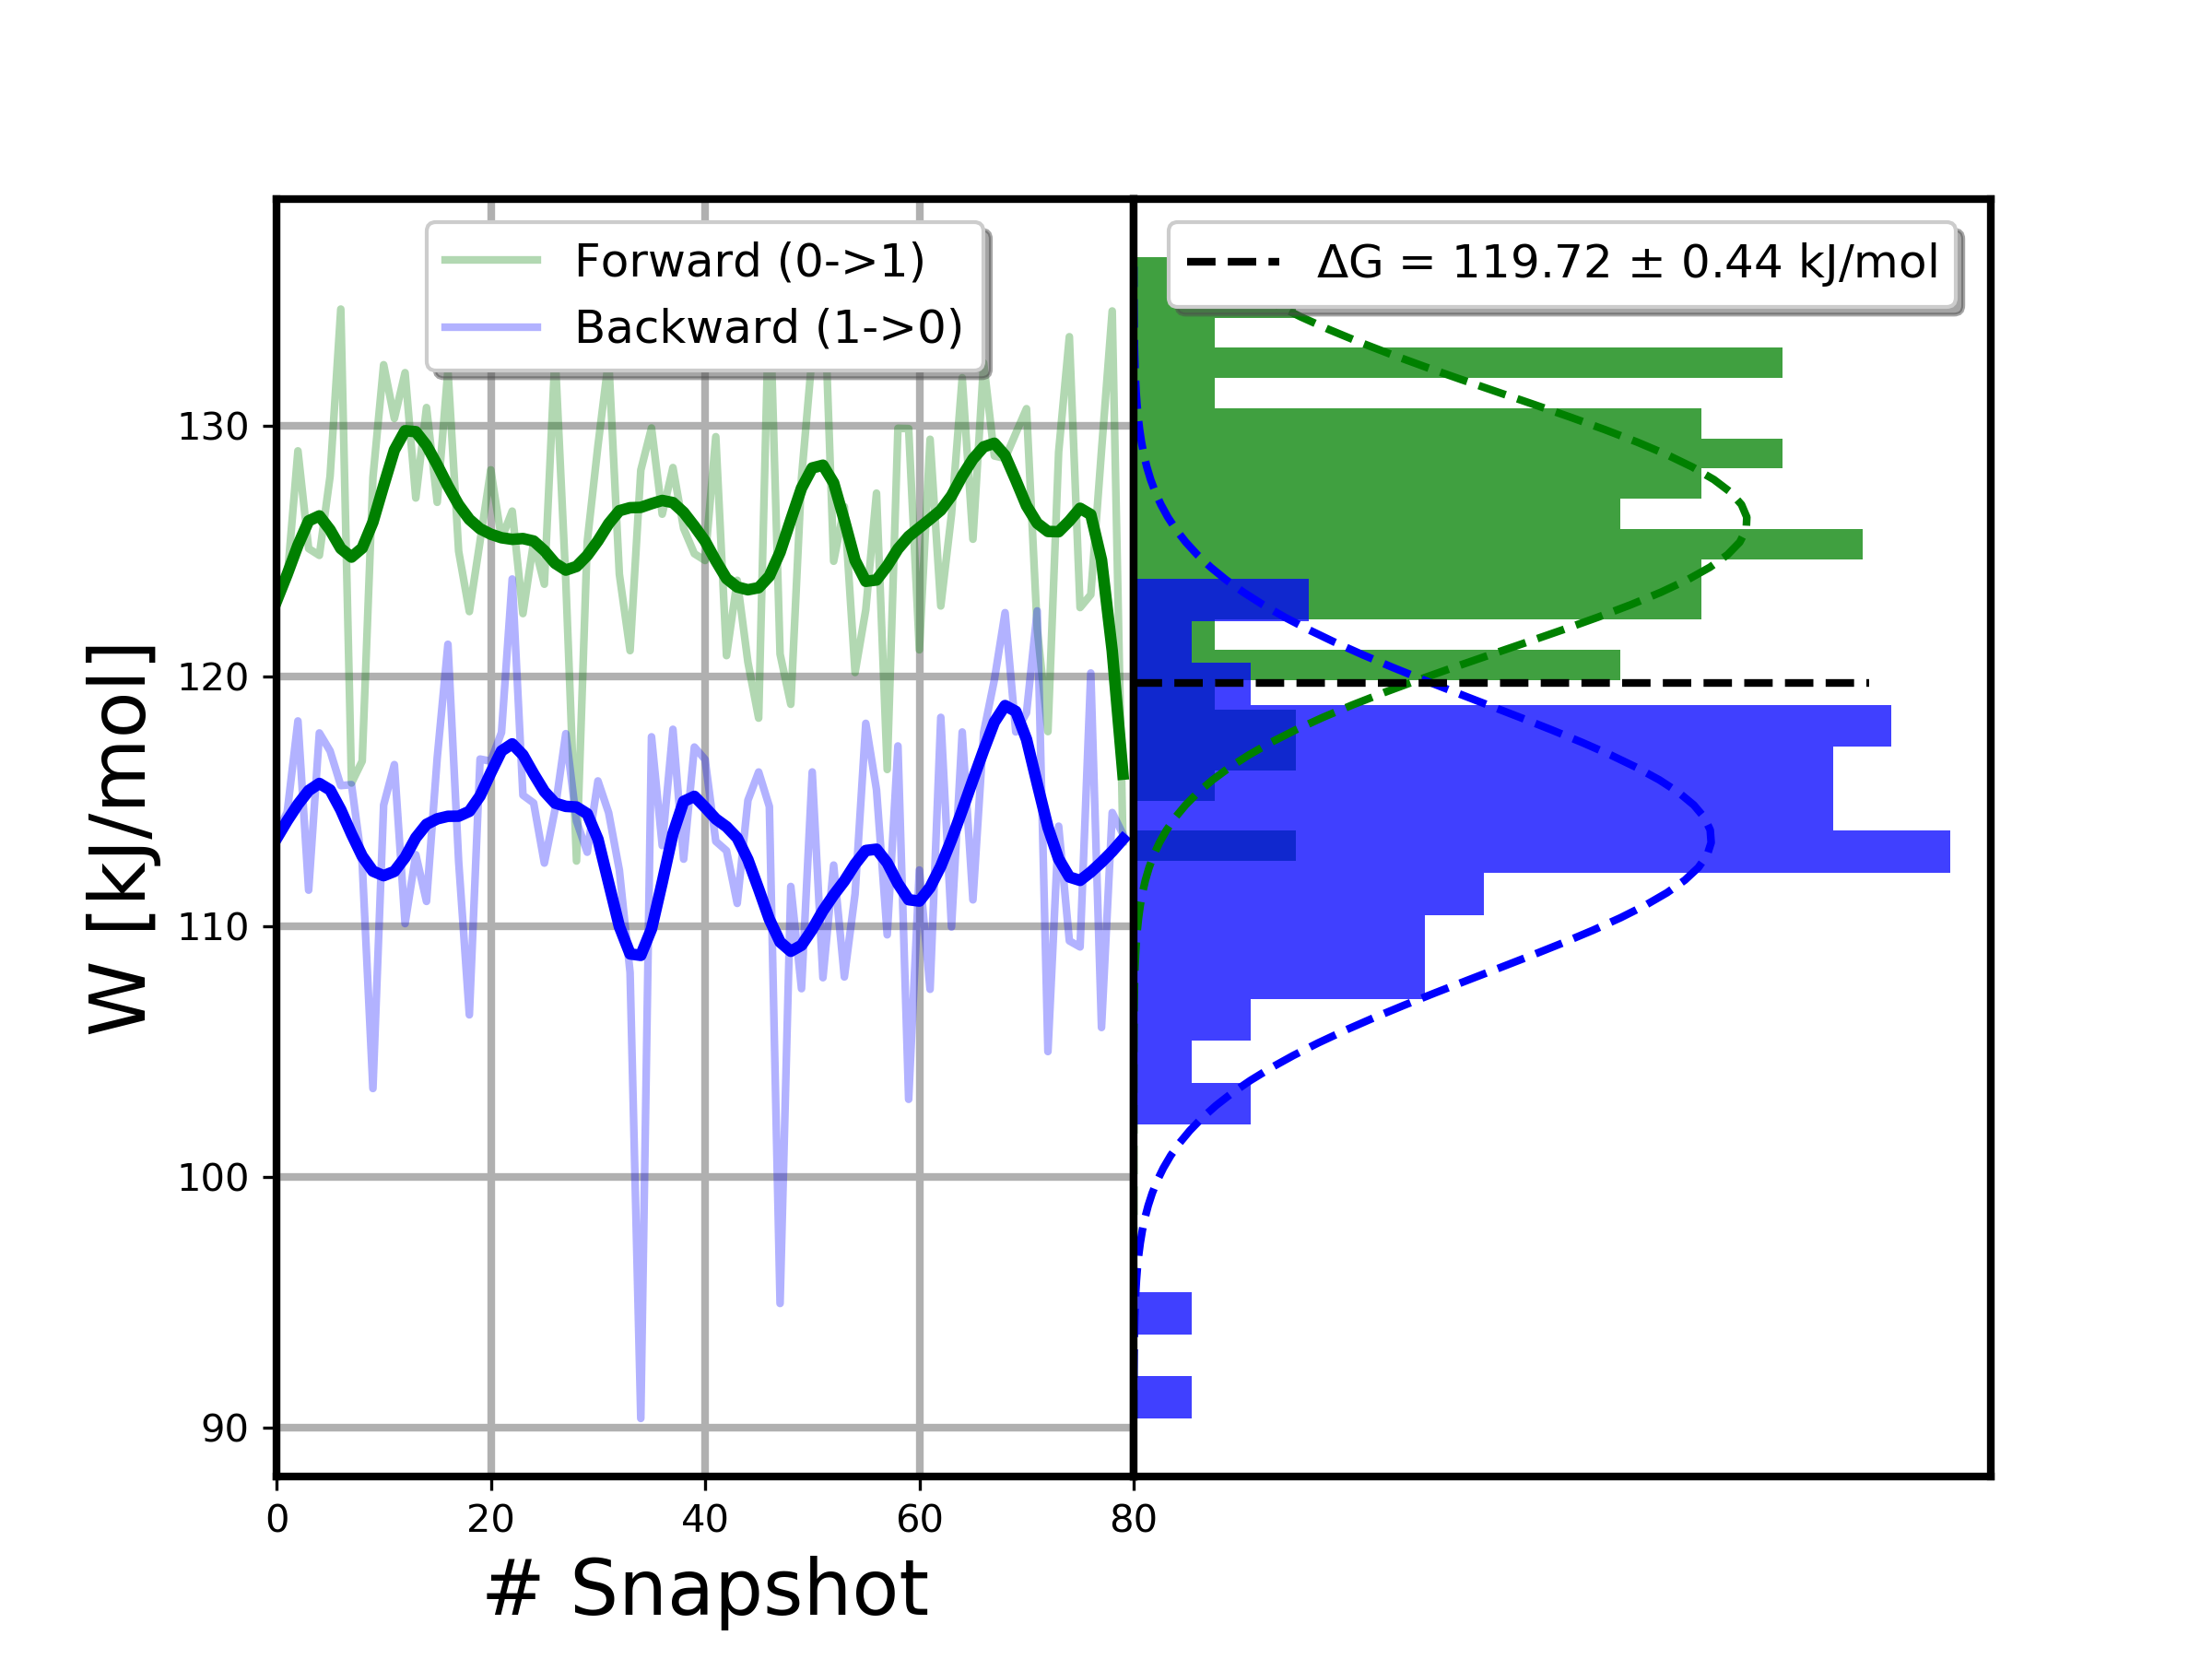 Forward (0->1)
Backward (1->0)
ΔG = 119.72 ± 0.44 kJ/mol
130
120
110
100
90
W [kJ/mol]
0 20 40 60 80
# Snapshot